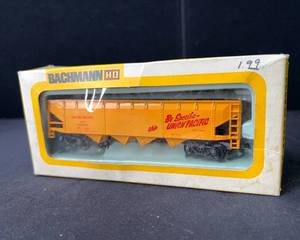 BACHMANN HO
1.99
Be Specific-
UNION PACIFIC